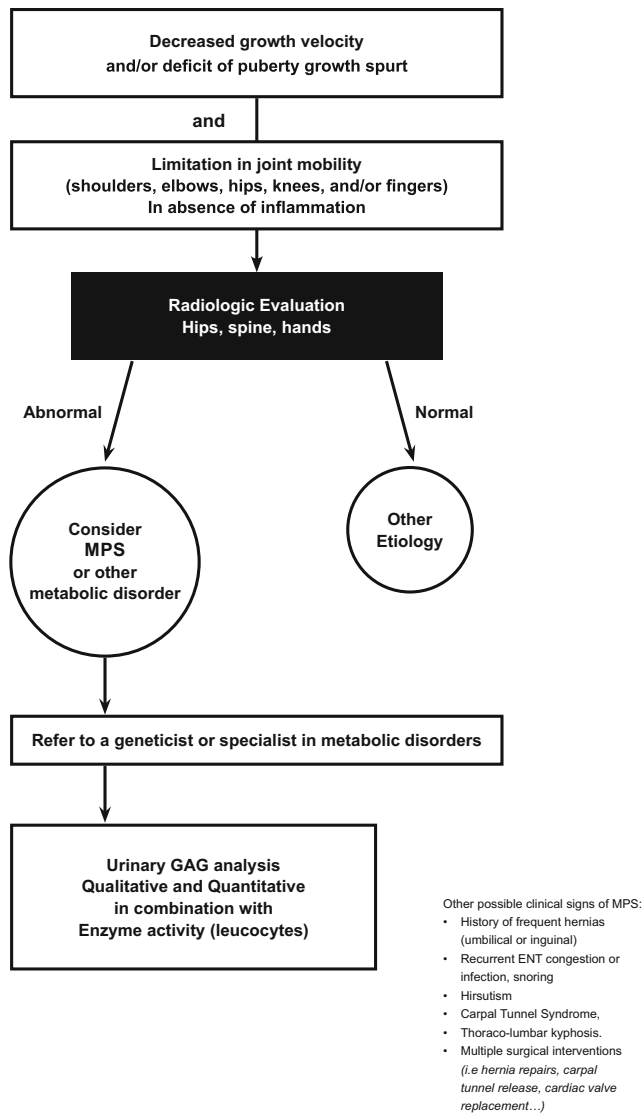 Decreased growth velocity
and/or deficit of puberty growth spurt
and
Limitation in joint mobility
(shoulders, elbows, hips, knees, and/or fingers)
In absence of inflammation
Radiologic Evaluation
Hips, spine, hands
Abnormal
Normal
Consider
MPS
or other
metabolic disorder
Other
Etiology
Refer to a geneticist or specialist in metabolic disorders
Urinary GAG analysis
Qualitative and Quantitative
in combination with
Enzyme activity (leucocytes)
Other possible clinical signs of MPS:
• History of frequent hernias
(umbilical or inguinal)
• Recurrent ENT congestion or
infection, snoring
• Hirsutism
• Carpal Tunnel Syndrome,
• Thoraco-lumbar kyphosis.
• Multiple surgical interventions
(i.e hernia repairs, carpal
tunnel release, cardiac valve
replacement…)